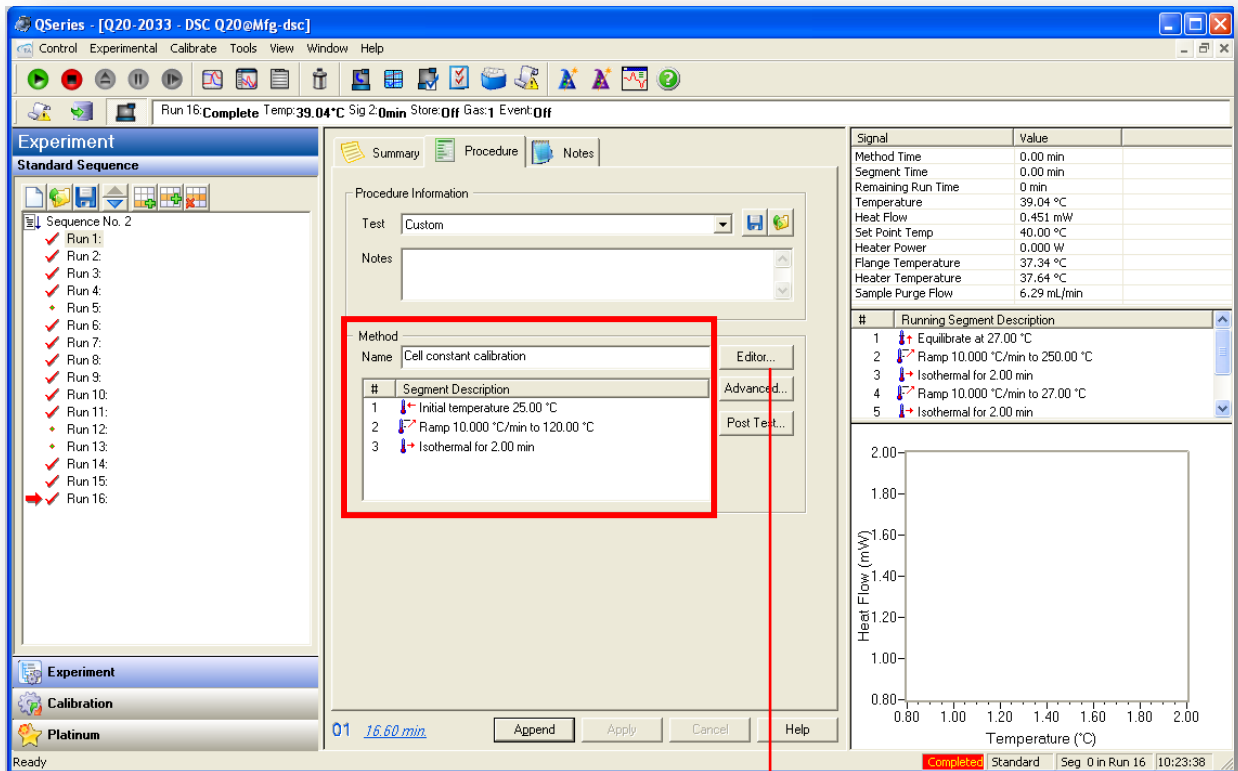 QSeries - [Q20-2033 - DSC Q20@Mfg-dsc]
Control Experimental Calibrate Tools View Window Help
Run 16:Complete Temp:39.04°C Sig 2:0min Store:Off Gas:1 Event:Off
Experiment
Standard Sequence
Sequence No. 2
Run 1:
Run 2:
Run 3:
Run 4:
Run 5:
Run 6:
Run 7:
Run 8:
Run 9:
Run 10:
Run 11:
Run 12:
Run 13:
Run 14:
Run 15:
Run 16:
Experiment
Calibration
Platinum
Summary Procedure Notes
Procedure Information
Test Custom
Notes
Method
Name Cell constant calibration
Editor...
# Segment Description
Advanced...
1 Initial temperature 25.00 °C
2 Ramp 10.000 °C/min to 120.00 °C
Post Test...
3 Isothermal for 2.00 min
01 16.60 min.
Append Apply Cancel Help
Signal Value
Method Time 0.00 min
Segment Time 0.00 min
Remaining Run Time 0 min
Temperature 39.04 °C
Heat Flow 0.451 mW
Set Point Temp 40.00 °C
Heater Power 0.000 W
Flange Temperature 37.34 °C
Heater Temperature 37.64 °C
Sample Purge Flow 6.29 mL/min
# Running Segment Description
1 Equilibrate at 27.00 °C
2 Ramp 10.000 °C/min to 250.00 °C
3 Isothermal for 2.00 min
4 Ramp 10.000 °C/min to 27.00 °C
5 Isothermal for 2.00 min
2.00
1.80
1.60
1.40
1.20
1.00
0.80
Heat Flow (mW)
0.80 1.00 1.20 1.40 1.60 1.80 2.00
Temperature (°C)
Ready
Completed Standard Seg 0 in Run 16 10:23:38